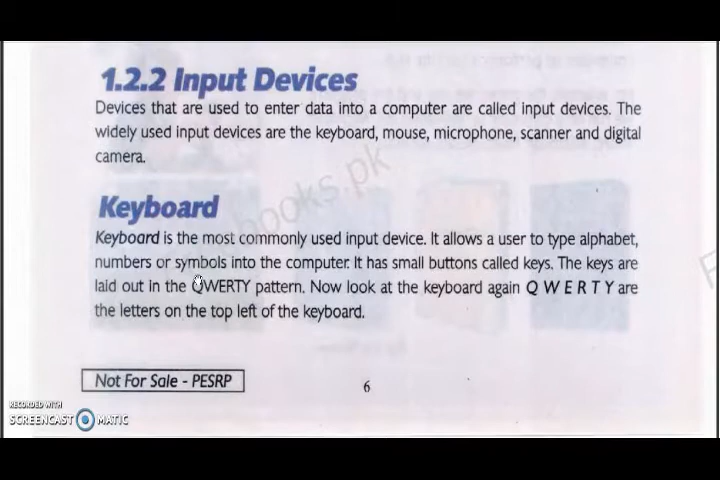 1.2.2 Input Devices
Devices that are used to enter data into a computer are called input devices. The
widely used input devices are the keyboard, mouse, microphone, scanner and digital
camera.
Keyboard
Keyboard is the most commonly used input device. It allows a user to type alphabet,
numbers or symbols into the computer. It has small buttons called keys. The keys are
laid out in the QWERTY pattern. Now look at the keyboard again Q W E R T Y are
the letters on the top left of the keyboard.
Not For Sale - PESRP
6
RECORDED WITH
SCREENCAST MATIC